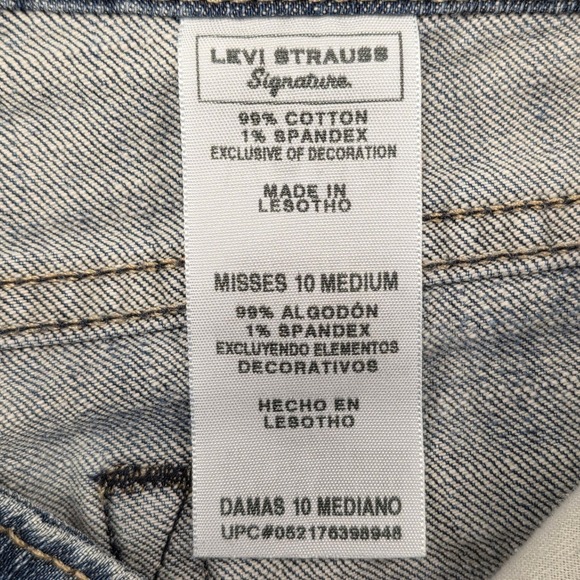 LEVI STRAUSS
Signature.
99% COTTON
1% SPANDEX
EXCLUSIVE OF DECORATION
MADE IN
LESOTHO
MISSES 10 MEDIUM
99% ALGODÓN
1% SPANDEX
EXCLUYENDO ELEMENTOS
DECORATIVOS
HECHO EN
LESOTHO
DAMAS 10 MEDIANO
UPC#052176398948